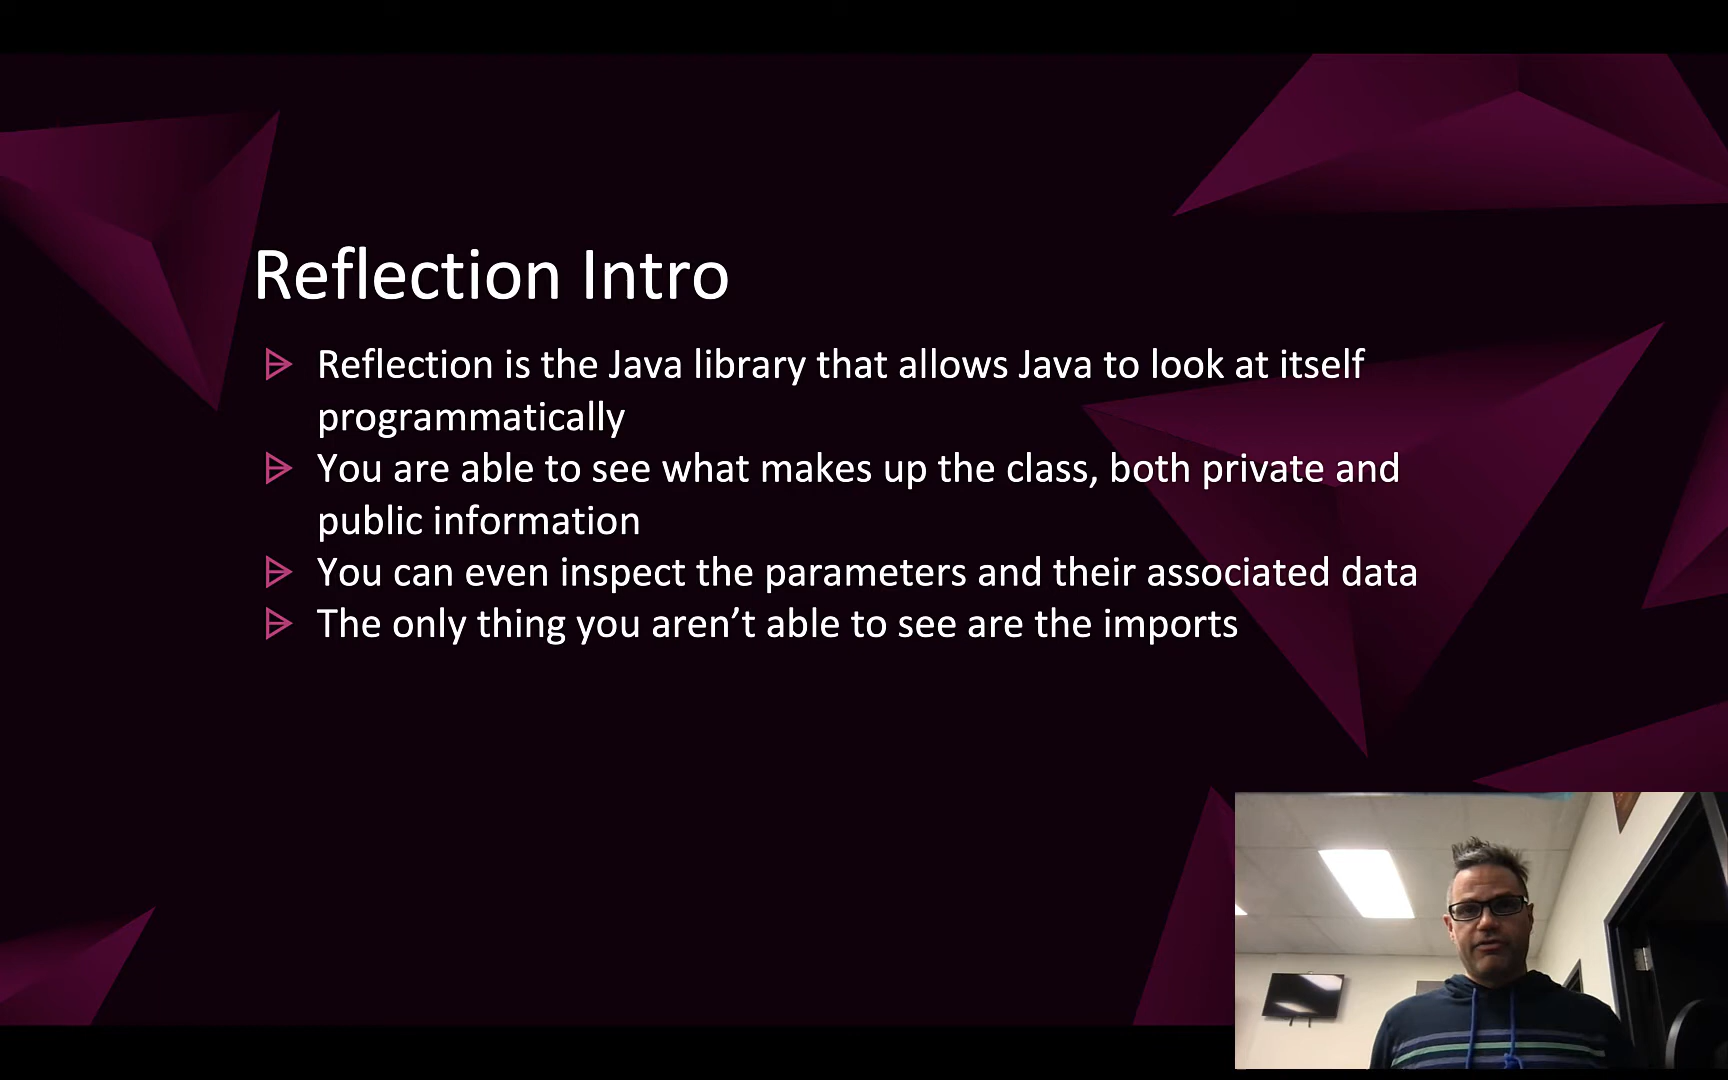 Reflection Intro
Reflection is the Java library that allows Java to look at itself
programmatically
You are able to see what makes up the class, both private and
public information
You can even inspect the parameters and their associated data
The only thing you aren’t able to see are the imports